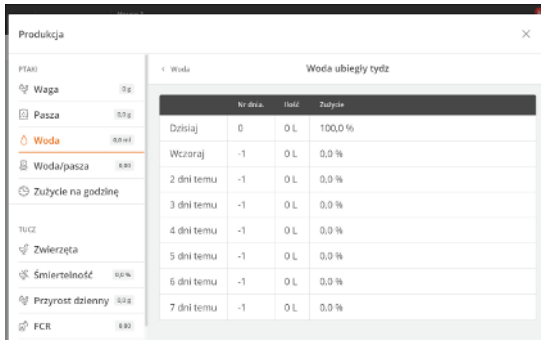 Produkcja
PTAKI
Waga 0 g
Pasza 0,0 g
Woda 0,0 ml
Woda/pasza 0,00
Zużycie na godzinę
TUCZ
Zwierzęta
Śmiertelność 0,0 %
Przyrost dzienny 0,0 g
FCR 0,00
< Woda
Woda ubiegły tydz
Nr dnia. Ilość Zużycie
Dzisiaj 0 0 L 100,0 %
Wczoraj -1 0 L 0,0 %
2 dni temu -1 0 L 0,0 %
3 dni temu -1 0 L 0,0 %
4 dni temu -1 0 L 0,0 %
5 dni temu -1 0 L 0,0 %
6 dni temu -1 0 L 0,0 %
7 dni temu -1 0 L 0,0 %